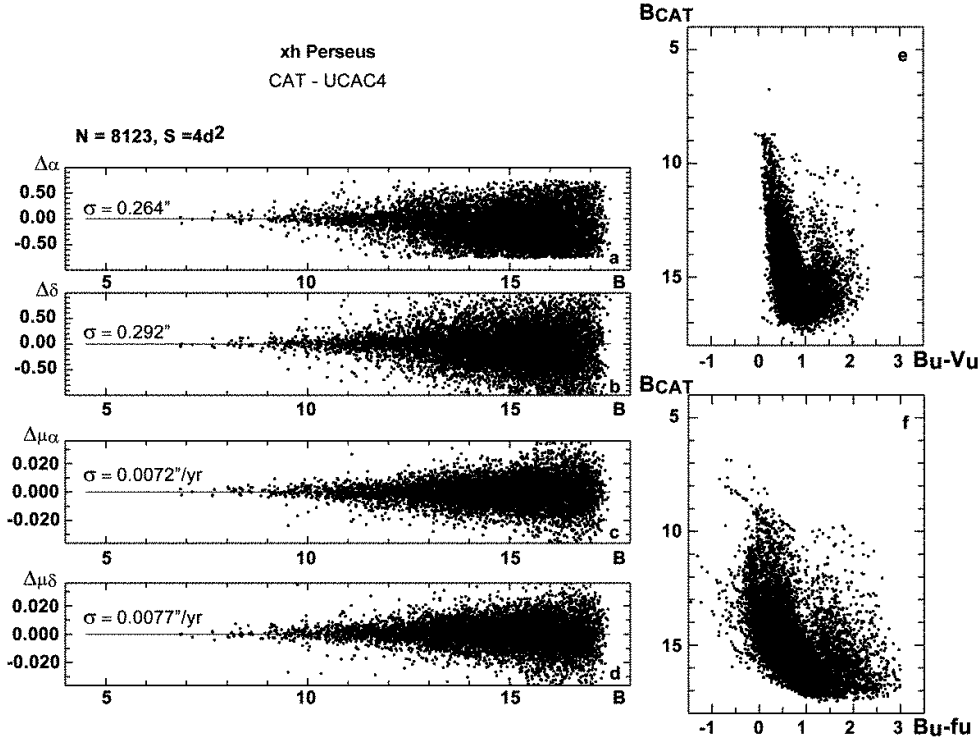 xh Perseus
CAT - UCAC4
N = 8123, S =4d²
Δα
0.50
0.00
-0.50
σ = 0.264"
a
5 10 15 B
Δδ
0.50
0.00
-0.50
σ = 0.292"
b
5 10 15 B
Δμα
0.020
0.000
-0.020
σ = 0.0072"/yr
c
5 10 15 B
Δμδ
0.020
0.000
-0.020
σ = 0.0077"/yr
d
5 10 15 B
BCAT
5
10
15
e
-1 0 1 2 3 Bu-Vu
BCAT
5
10
15
f
-1 0 1 2 3 Bu-fu